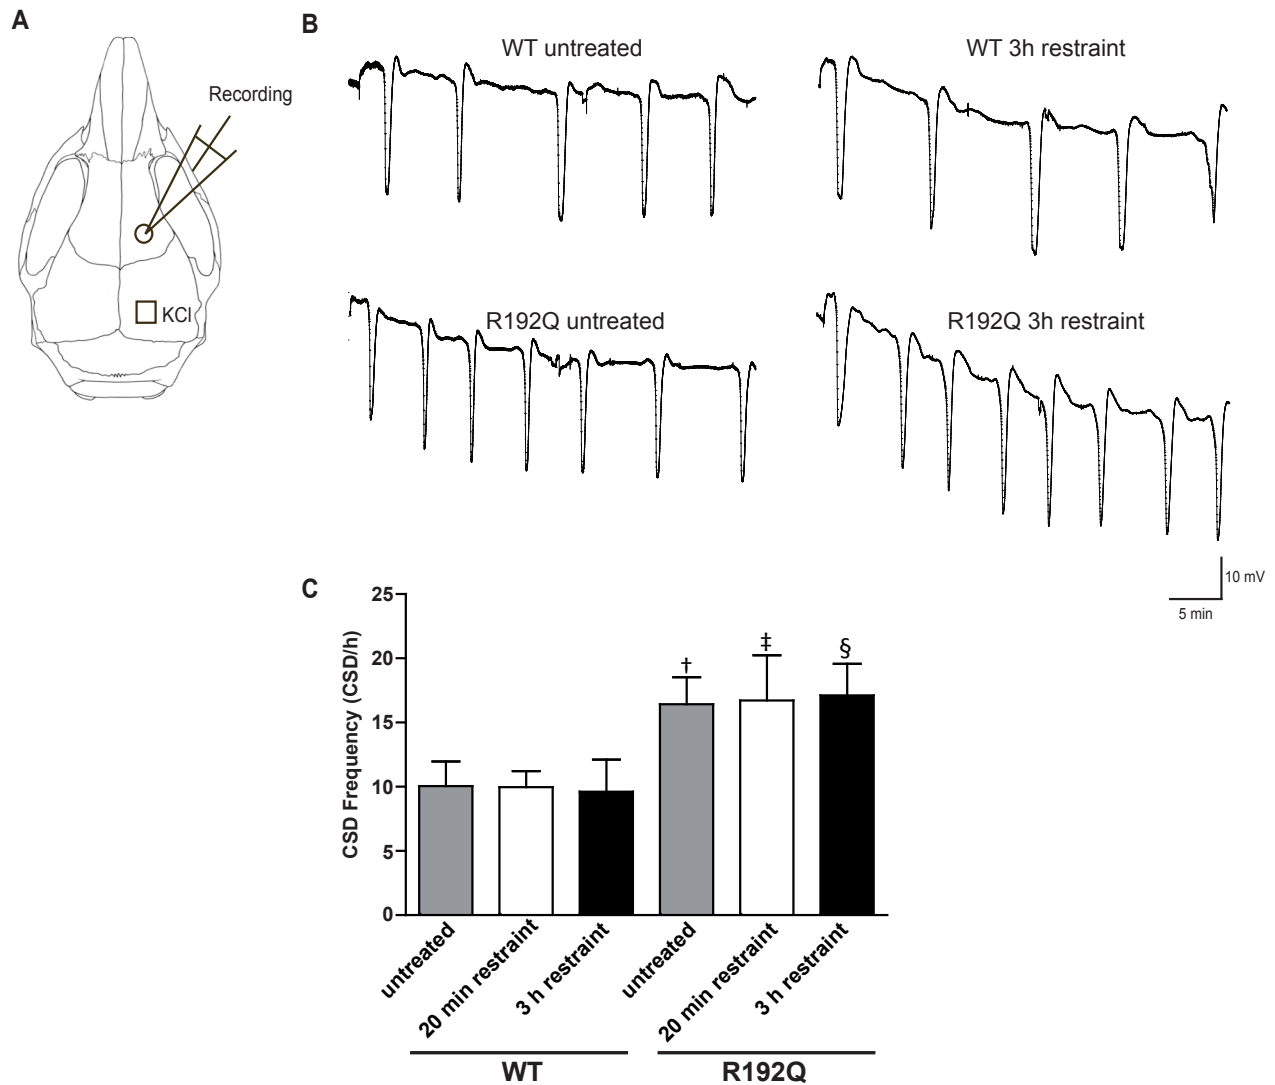 A
Recording
KCl
B
WT untreated
WT 3h restraint
R192Q untreated
R192Q 3h restraint
10 mV
5 min
C
CSD Frequency (CSD/h)
25
20
15
10
5
0
†
‡
§
untreated
20 min restraint
3 h restraint
untreated
20 min restraint
3 h restraint
WT
R192Q